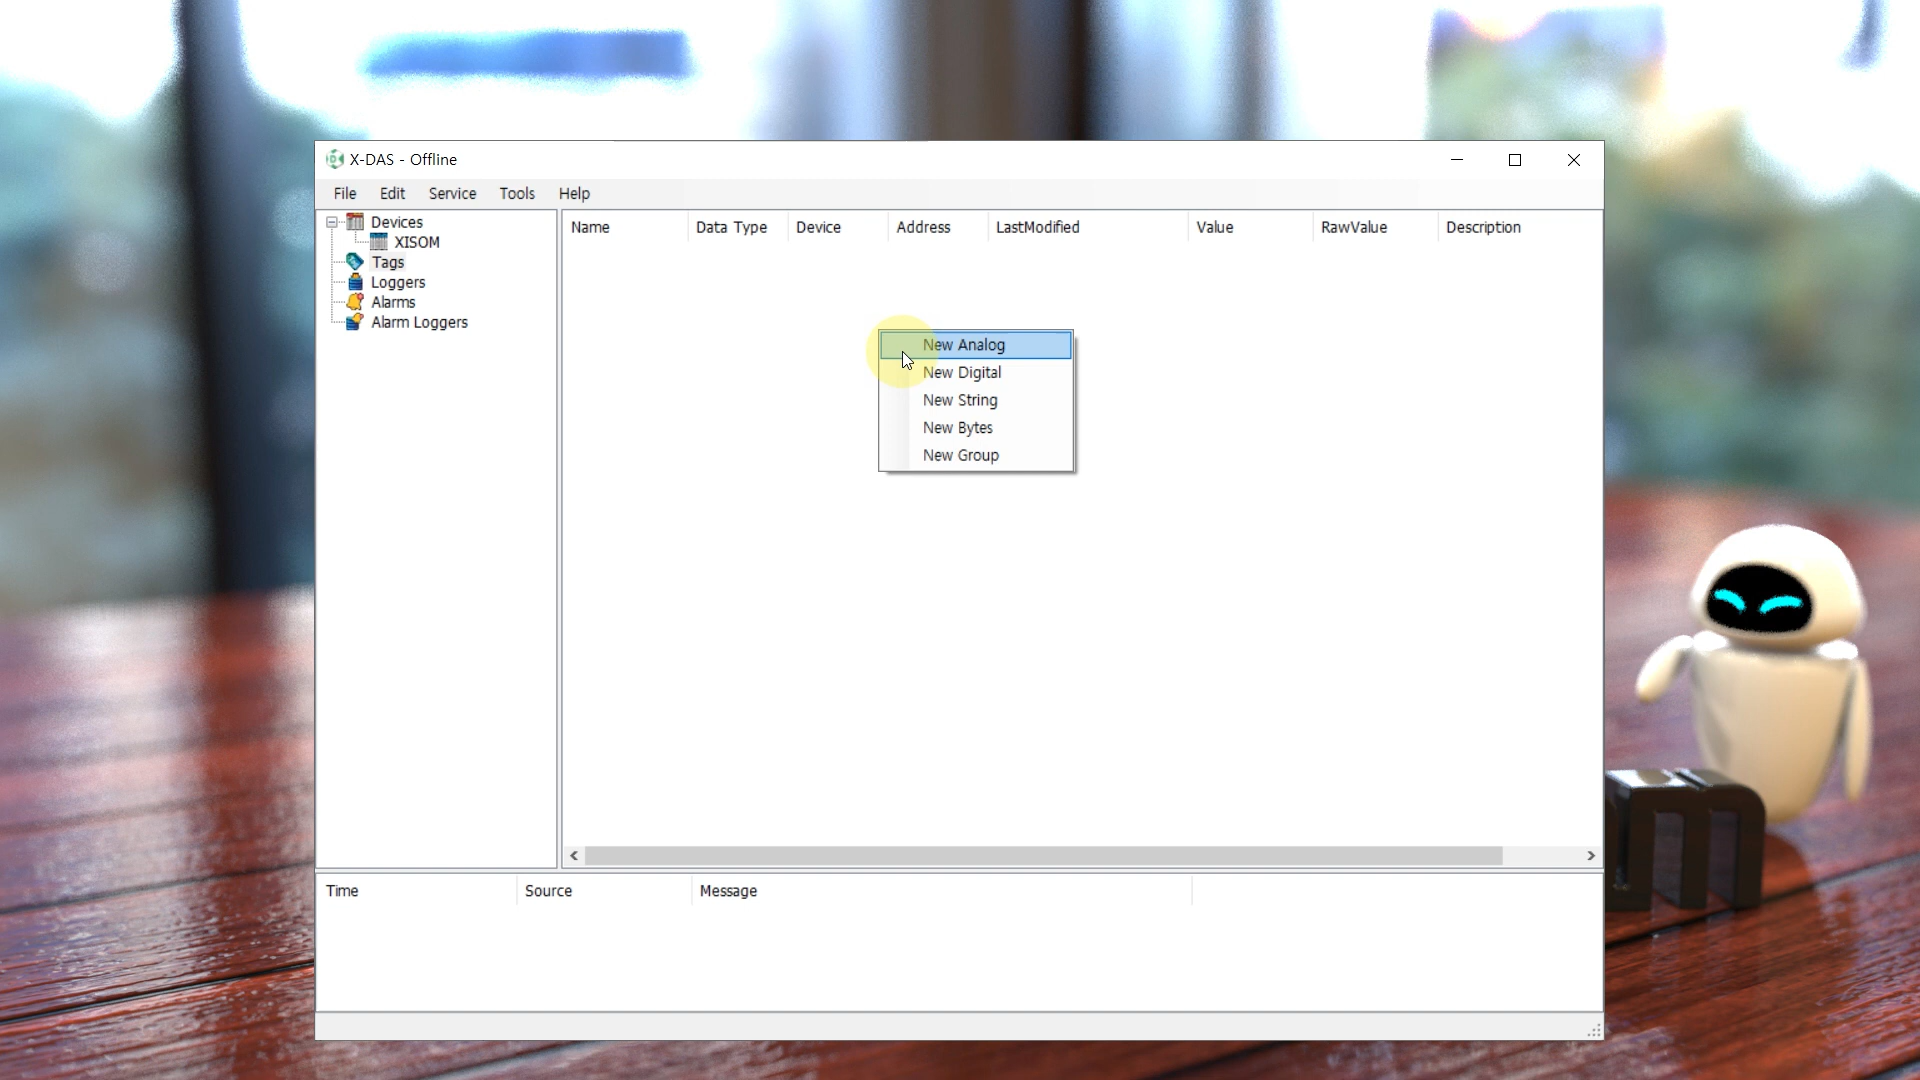 X-DAS - Offline
File Edit Service Tools Help
Devices
XISOM
Tags
Loggers
Alarms
Alarm Loggers
Name Data Type Device Address LastModified Value RawValue Description
New Analog
New Digital
New String
New Bytes
New Group
Time Source Message
m